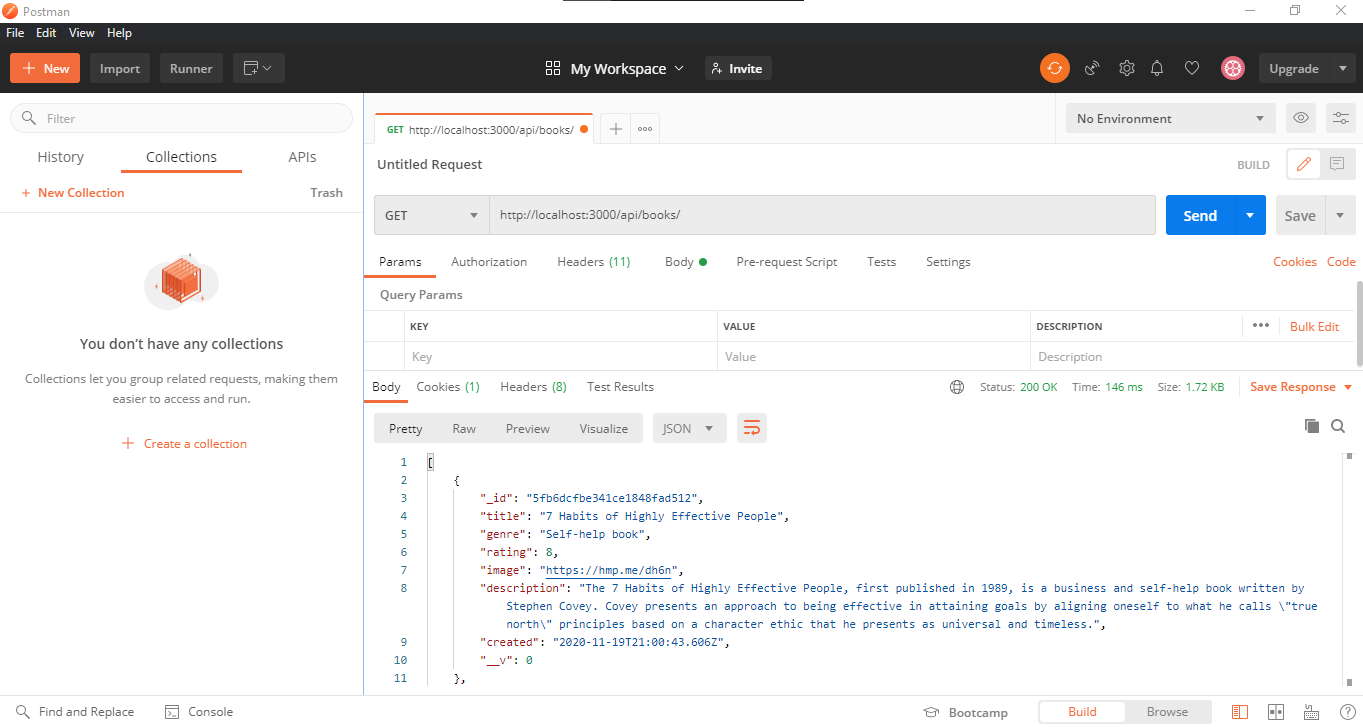 Postman
File Edit View Help
New Import Runner My Workspace Invite Upgrade
Filter
History Collections APIs
New Collection Trash
You don't have any collections
Collections let you group related requests, making them
easier to access and run.
Create a collection
GET http://localhost:3000/api/books/
No Environment
Untitled Request BUILD
GET http://localhost:3000/api/books/ Send Save
Params Authorization Headers (11) Body Pre-request Script Tests Settings Cookies Code
Query Params
KEY VALUE DESCRIPTION ••• Bulk Edit
Key Value Description
Body Cookies (1) Headers (8) Test Results Status: 200 OK Time: 146 ms Size: 1.72 KB Save Response
Pretty Raw Preview Visualize JSON
1 [
2 {
3 "_id": "5fb6dcfbe341ce1848fad512",
4 "title": "7 Habits of Highly Effective People",
5 "genre": "Self-help book",
6 "rating": 8,
7 "image": "https://hmp.me/dh6n",
8 "description": "The 7 Habits of Highly Effective People, first published in 1989, is a business and self-help book written by
Stephen Covey. Covey presents an approach to being effective in attaining goals by aligning oneself to what he calls \"true
north\" principles based on a character ethic that he presents as universal and timeless.",
9 "created": "2020-11-19T21:00:43.606Z",
10 "__v": 0
11 },
Find and Replace Console Bootcamp Build Browse